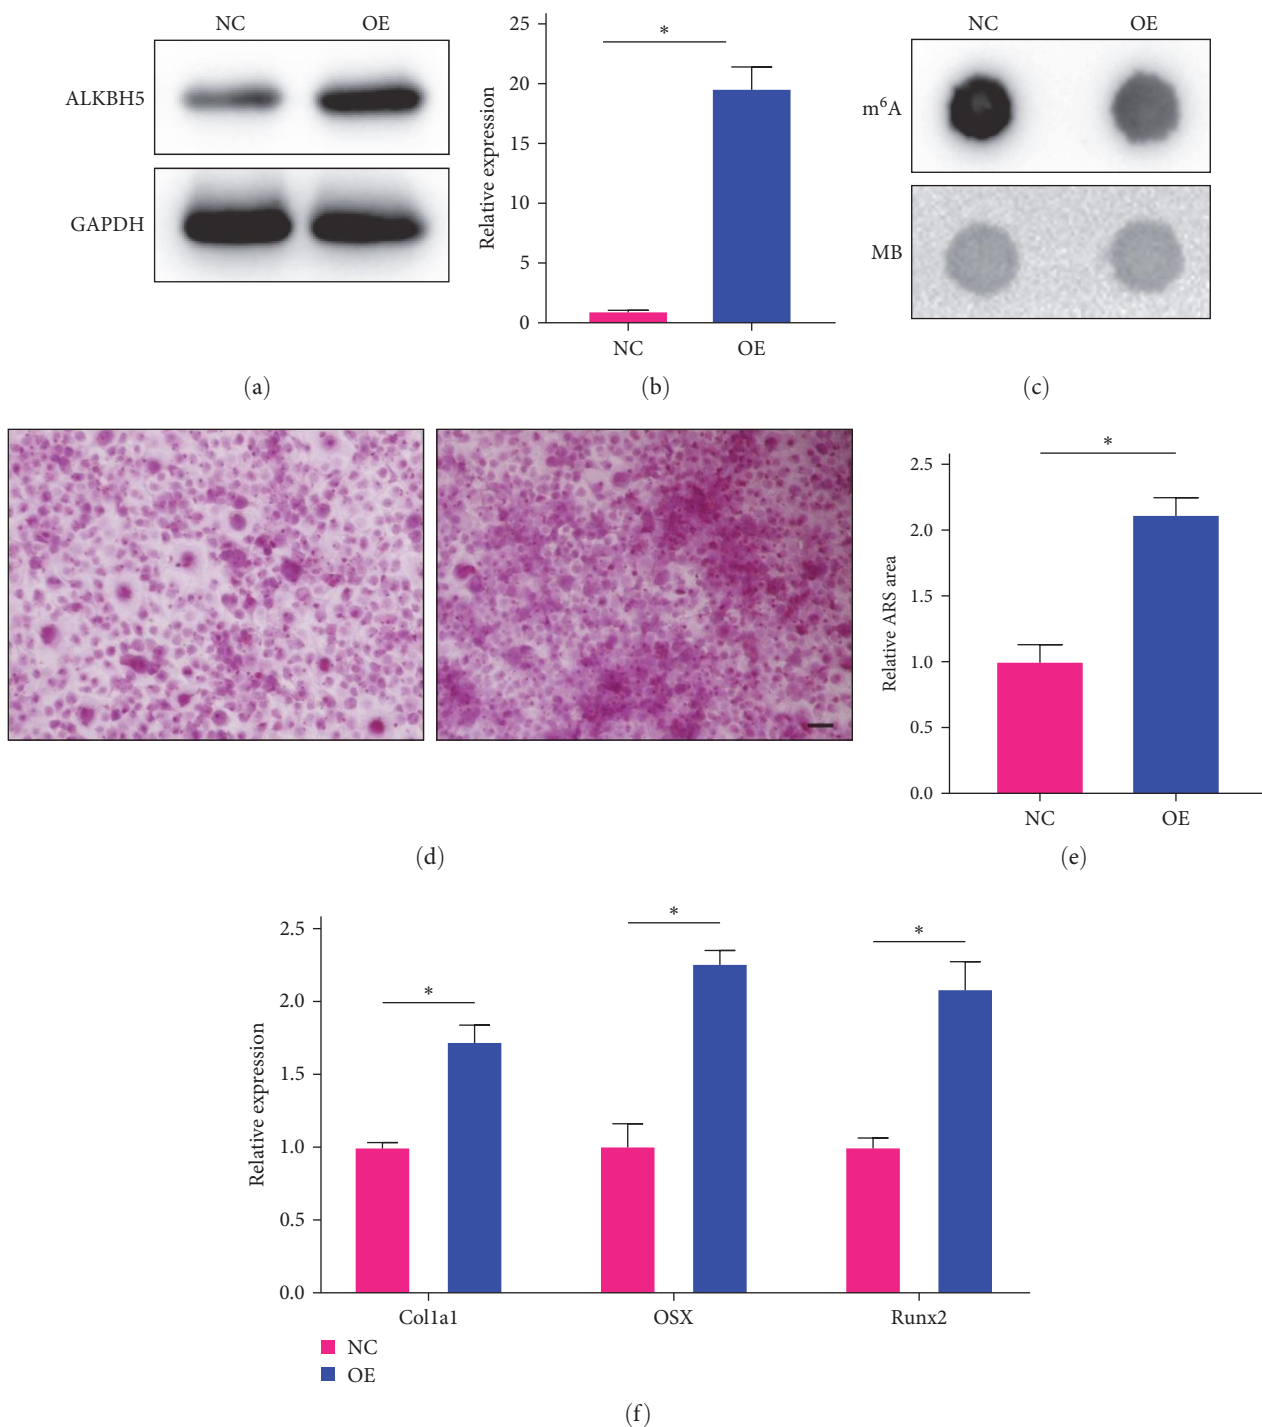 NC OE
ALKBH5
GAPDH
(a)
Relative expression
25
20
15
10
5
0
*
NC OE
(b)
NC OE
m⁶A
MB
(c)
(d)
Relative ARS area
2.5
2.0
1.5
1.0
0.5
0.0
*
NC OE
(e)
Relative expression
2.5
2.0
1.5
1.0
0.5
0.0
* * *
Col1a1 OSX Runx2
NC
OE
(f)